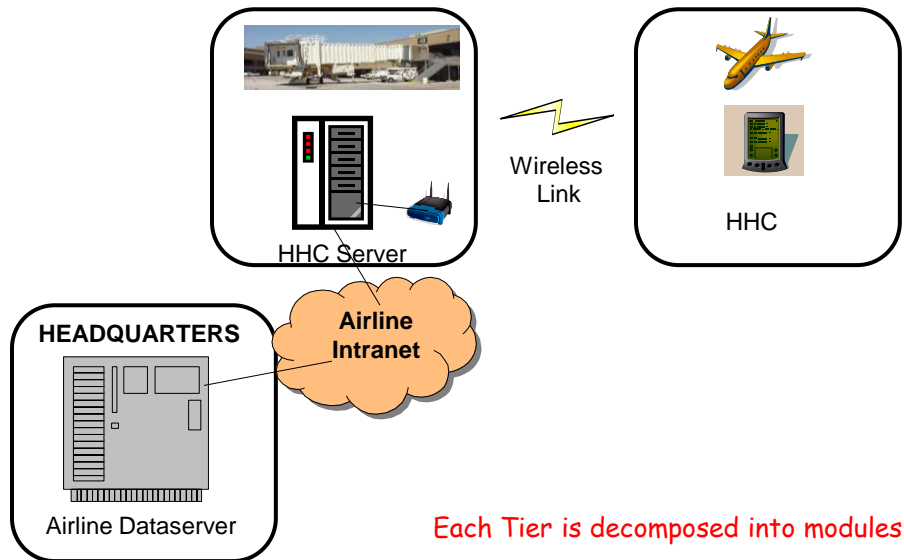 HHC Server
Wireless
Link
HHC
Airline
Intranet
HEADQUARTERS
Airline Dataserver
Each Tier is decomposed into modules